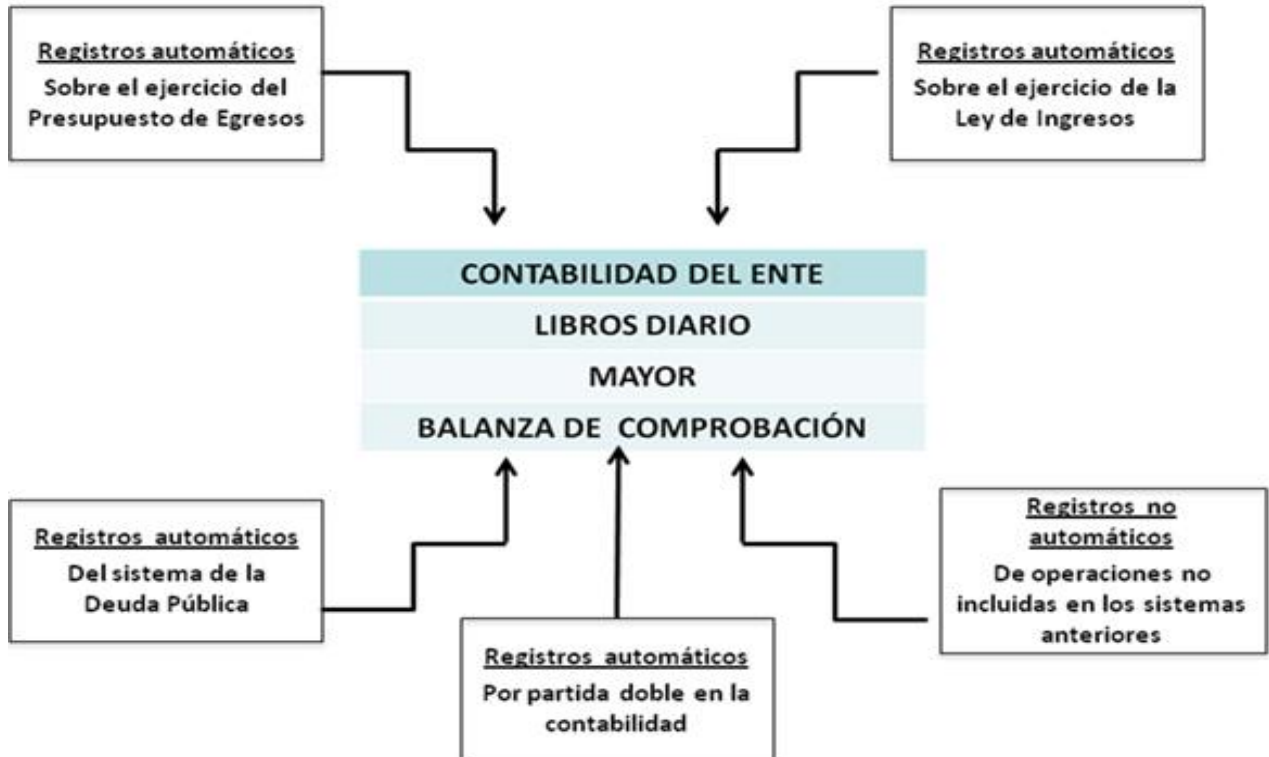 Registros automáticos
Sobre el ejercicio del
Presupuesto de Egresos
Registros automáticos
Sobre el ejercicio de la
Ley de Ingresos
CONTABILIDAD DEL ENTE
LIBROS DIARIO
MAYOR
BALANZA DE COMPROBACIÓN
Registros automáticos
Del sistema de la
Deuda Pública
Registros automáticos
Por partida doble en la
contabilidad
Registros no
automáticos
De operaciones no
incluidas en los sistemas
anteriores